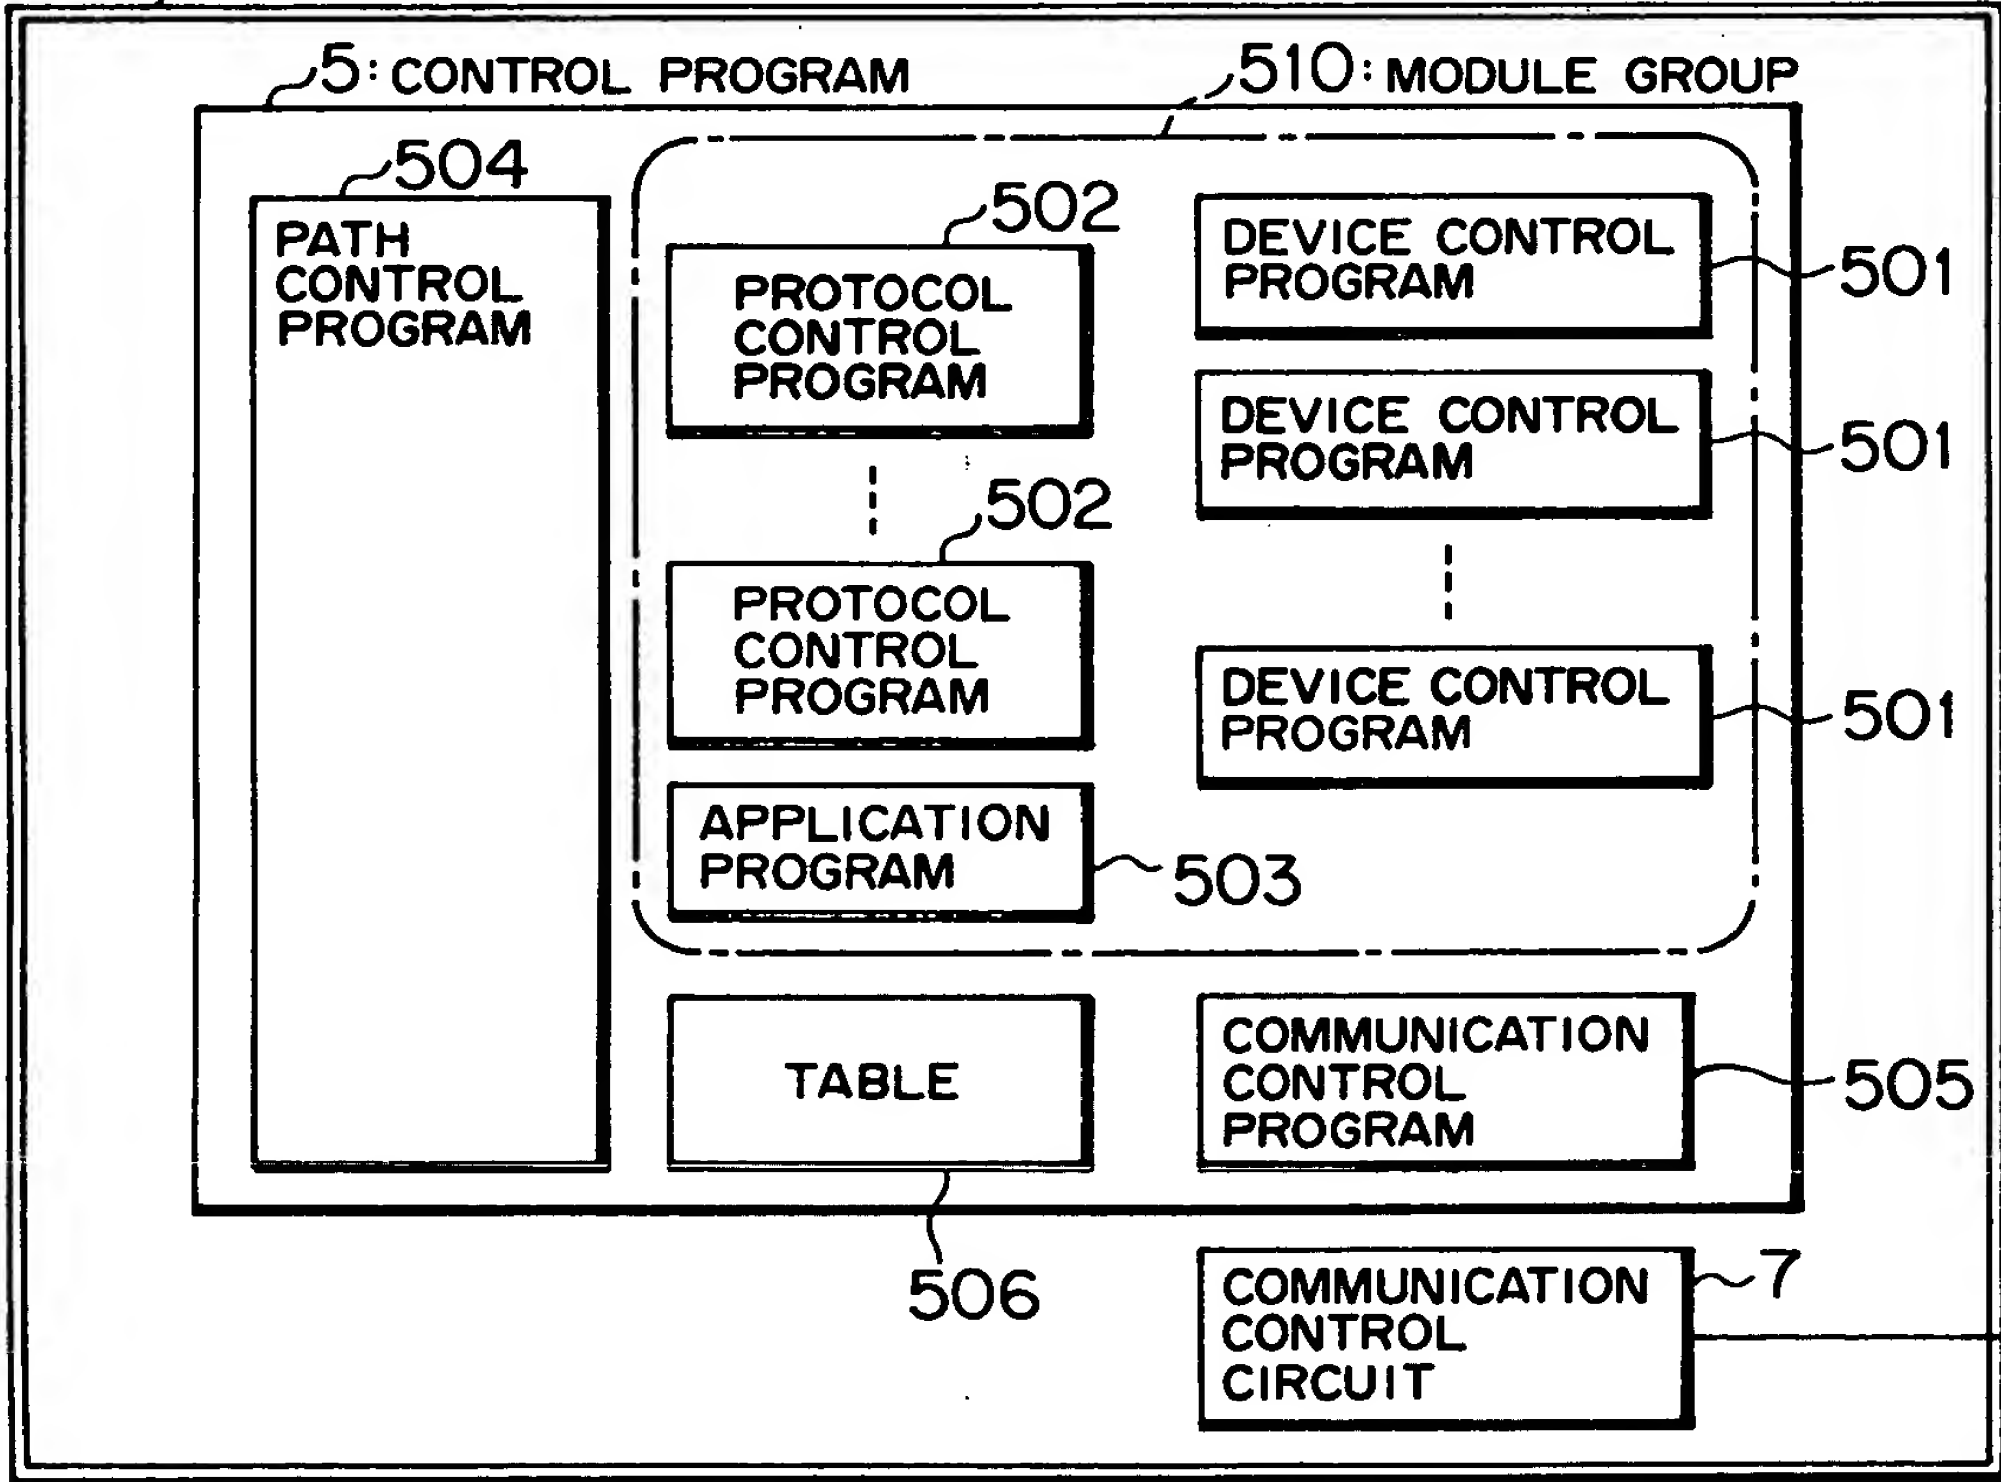 5: CONTROL PROGRAM
510: MODULE GROUP
504
PATH
CONTROL
PROGRAM
502
PROTOCOL
CONTROL
PROGRAM
502
PROTOCOL
CONTROL
PROGRAM
APPLICATION
PROGRAM
503
DEVICE CONTROL
PROGRAM
501
DEVICE CONTROL
PROGRAM
501
DEVICE CONTROL
PROGRAM
501
TABLE
506
COMMUNICATION
CONTROL
PROGRAM
505
COMMUNICATION
CONTROL
CIRCUIT
7